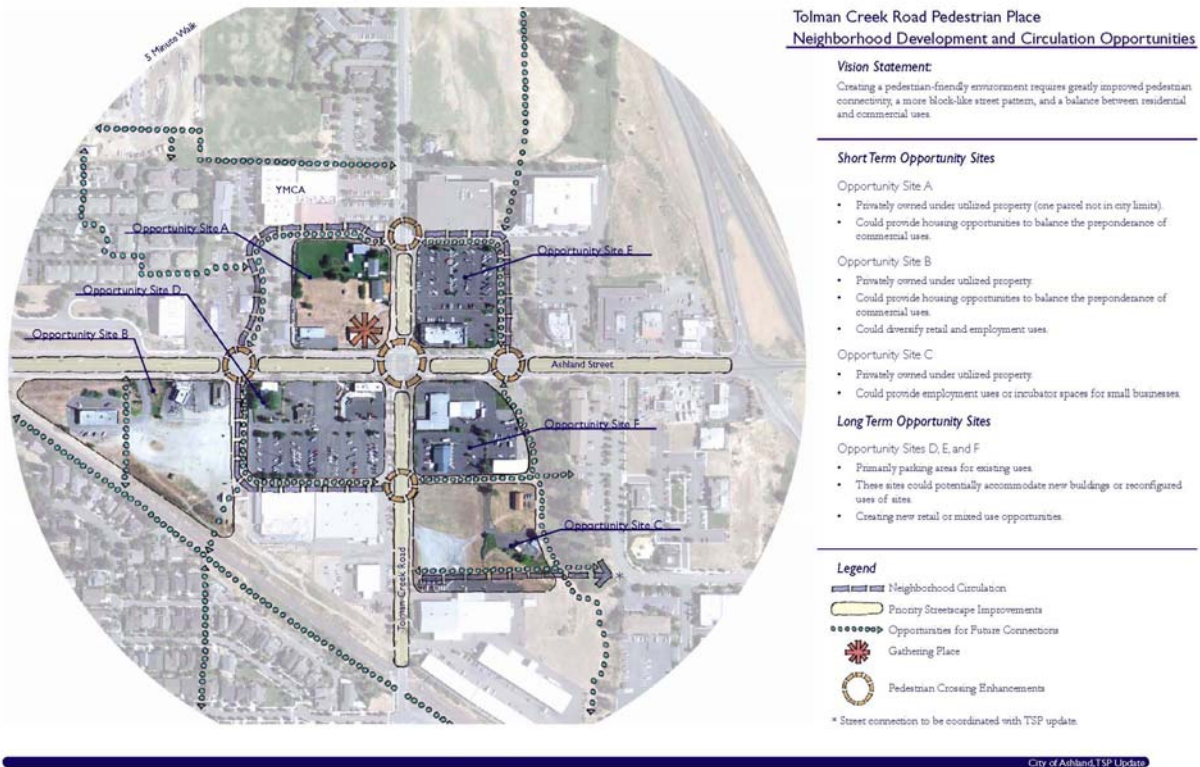 Tolman Creek Road Pedestrian Place
Neighborhood Development and Circulation Opportunities
Vision Statement:
Creating a pedestrian-friendly environment requires greatly improved pedestrian
connectivity, a more block-like street pattern, and a balance between residential
and commercial uses.
Short Term Opportunity Sites
Opportunity Site A
• Privately owned under utilized property (one parcel not in city limits).
• Could provide housing opportunities to balance the preponderance of
commercial uses.
Opportunity Site B
• Privately owned under utilized property.
• Could provide housing opportunities to balance the preponderance of
commercial uses.
• Could diversify retail and employment uses.
Opportunity Site C
• Privately owned under utilized property.
• Could provide employment uses or incubator spaces for small businesses.
Long Term Opportunity Sites
Opportunity Sites D, E, and F
• Primarily parking areas for existing uses.
• These sites could potentially accommodate new buildings or reconfigured
uses of sites.
• Creating new retail or mixed use opportunities.
Legend
Neighborhood Circulation
Priority Streetscape Improvements
Opportunities for Future Connections
Gathering Place
Pedestrian Crossing Enhancements
* Street connection to be coordinated with TSP update.
5 Minute Walk
YMCA
Opportunity Site A
Opportunity Site E
Opportunity Site D
Opportunity Site B
Ashland Street
Opportunity Site F
Opportunity Site C
*
Tolman Creek Road
City of Ashland, TSP Update